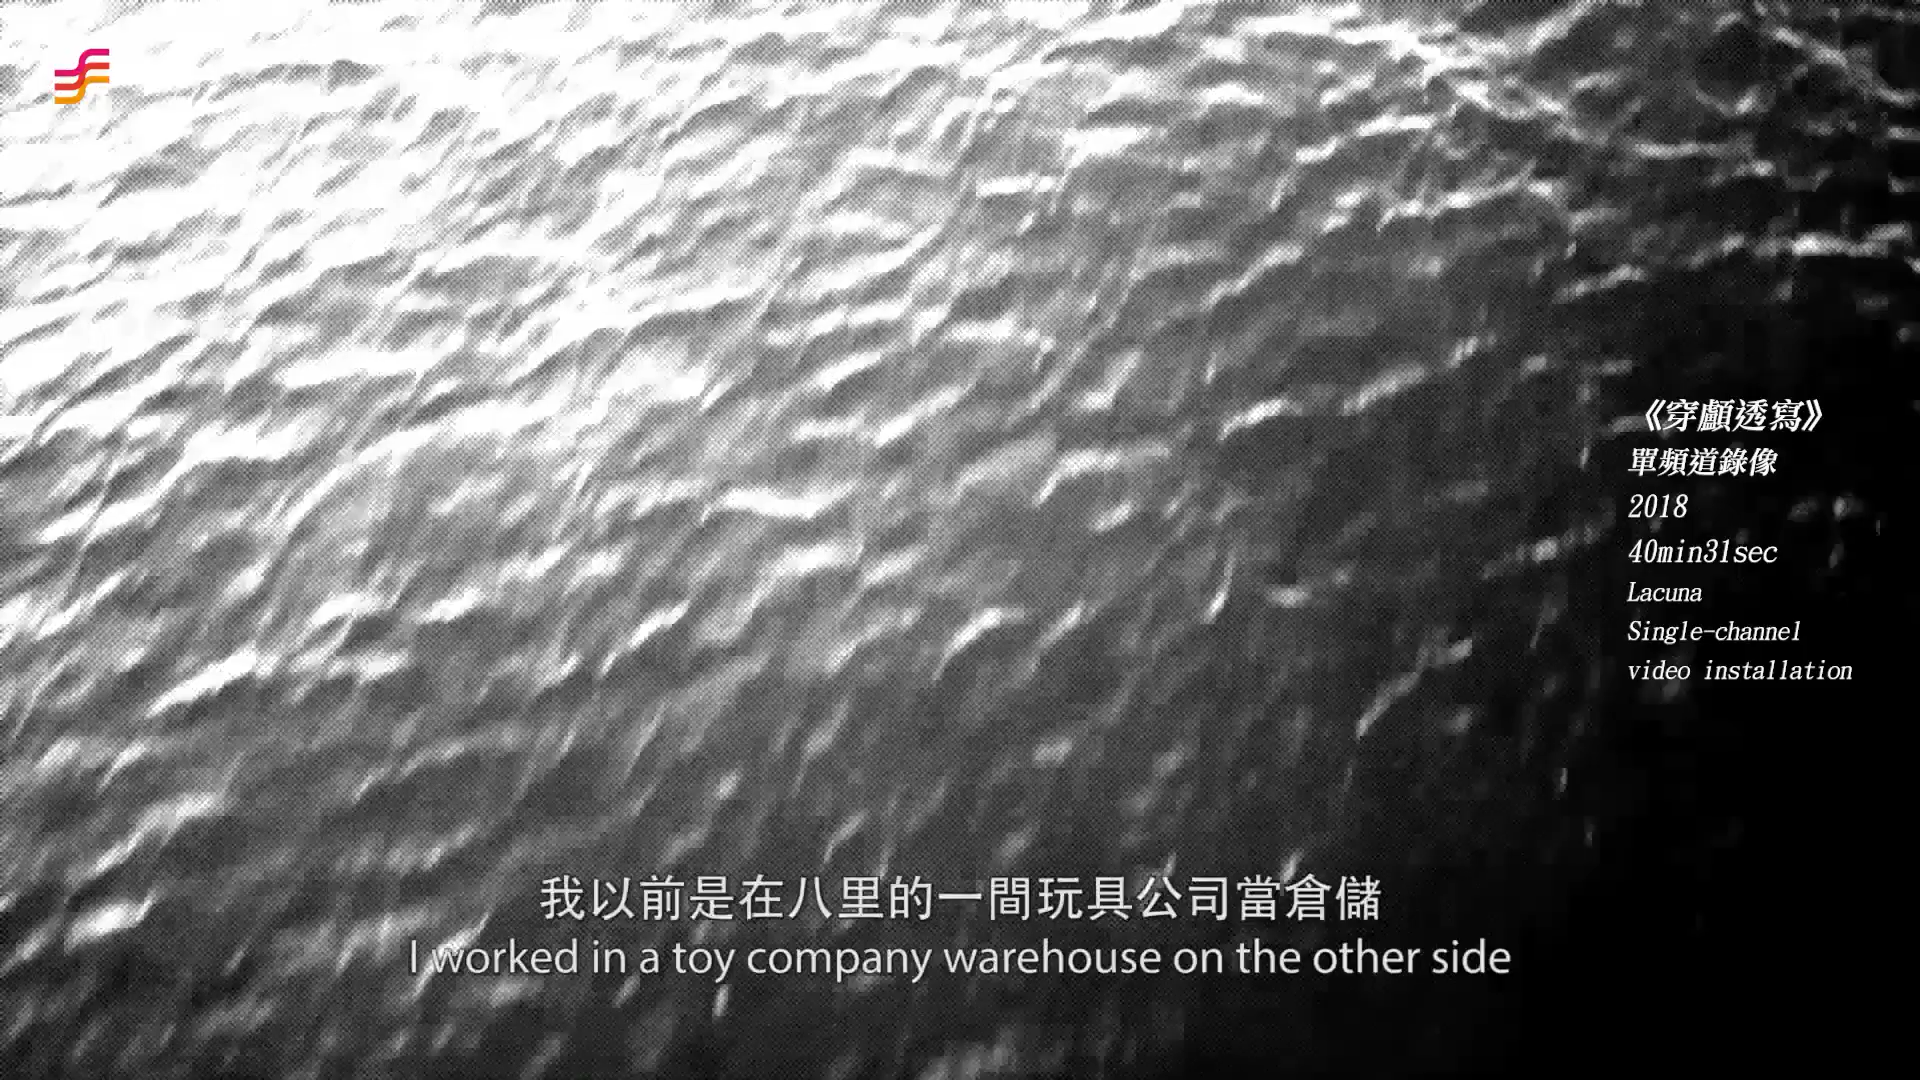 《穿顱透寫》
單頻道錄像
2018
40min31sec
Lacuna
Single-channel
video installation
我以前是在八里的一間玩具公司當倉儲
I worked in a toy company warehouse on the other side